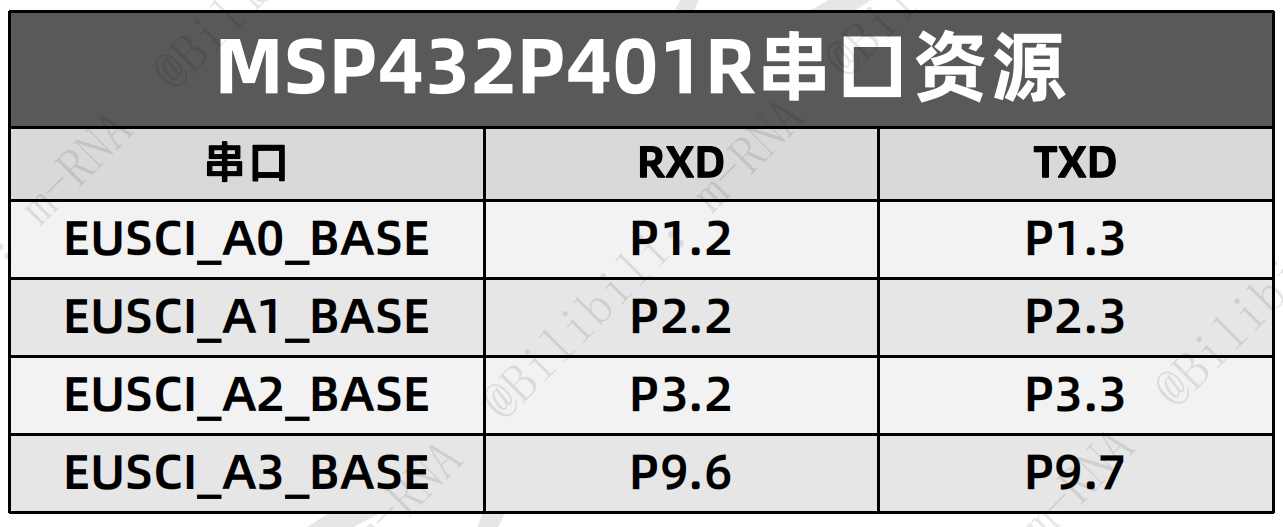 MSP432P401R串口资源
串口 RXD TXD
EUSCI_A0_BASE P1.2 P1.3
EUSCI_A1_BASE P2.2 P2.3
EUSCI_A2_BASE P3.2 P3.3
EUSCI_A3_BASE P9.6 P9.7
@Bilibili: m-RNA